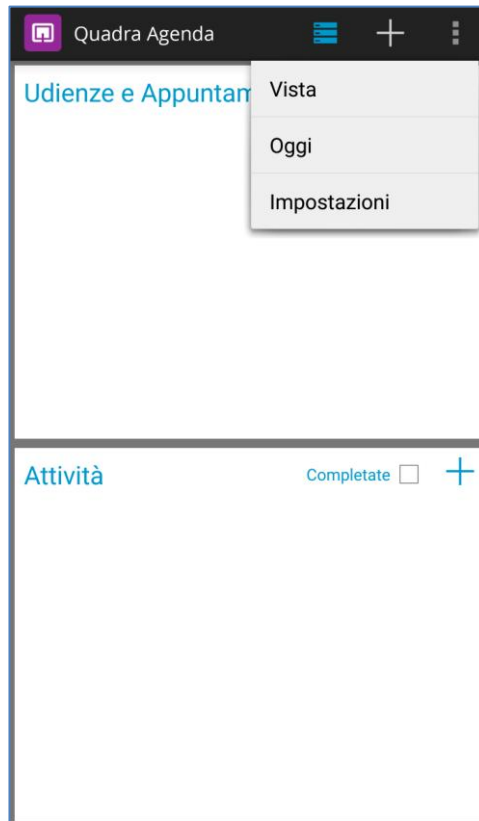 Quadra Agenda
Udienze e Appuntam
Vista
Oggi
Impostazioni
Attività
Completate